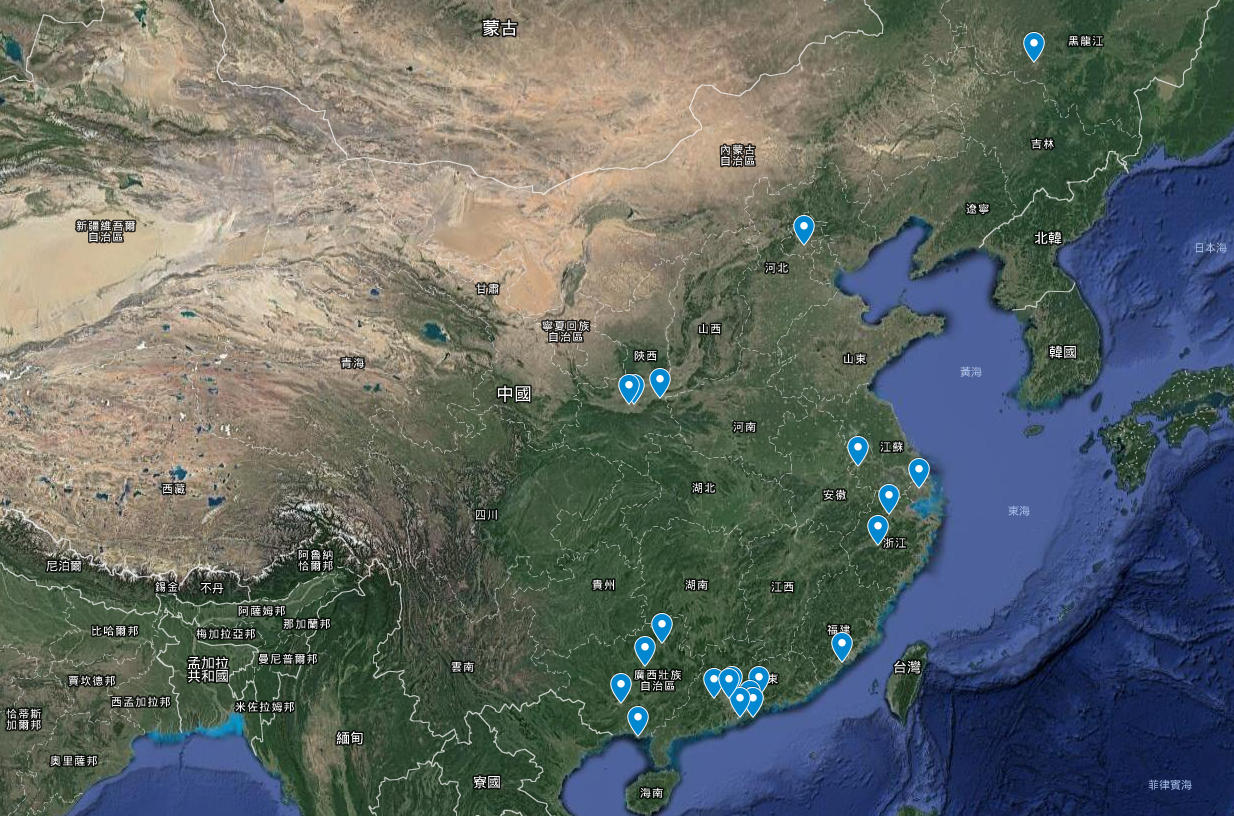 蒙古
黑龍江
吉林
內蒙古
自治區
遼寧
新疆維吾爾
自治區
北韓
日本海
河北
甘肅
寧夏回族
自治區
山西
陝西
韓國
青海
山東
黃海
中國
河南
江蘇
西藏
湖北
安徽
四川
東海
浙江
尼泊爾
阿魯納
恰爾邦
錫金
不丹
貴州
湖南
江西
阿薩姆邦
那加蘭邦
比哈爾邦
梅加拉亞邦
福建
曼尼普爾邦
孟加拉
共和國
雲南
台灣
賈坎德邦
廣西壯族
自治區
東
西孟加拉邦
米佐拉姆邦
恰蒂斯
加爾邦
緬甸
奧里薩邦
寮國
海南
菲律賓海